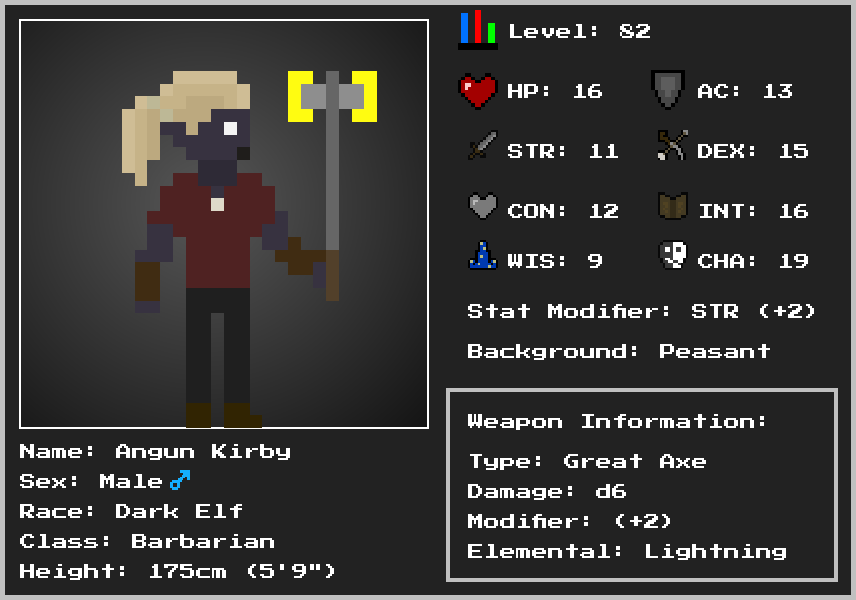 Level: 82
HP: 16
AC: 13
STR: 11
DEX: 15
CON: 12
INT: 16
WIS: 9
CHA: 19
Stat Modifier: STR (+2)
Background: Peasant
Weapon Information:
Type: Great Axe
Damage: d6
Modifier: (+2)
Elemental: Lightning
Name: Angun Kirby
Sex: Male ♂
Race: Dark Elf
Class: Barbarian
Height: 175cm (5'9")